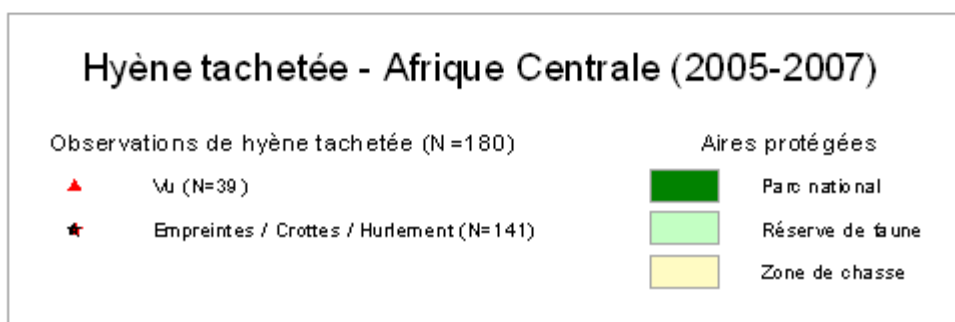 Hyène tachetée - Afrique Centrale (2005-2007)
Observations de hyène tachetée (N=180)
Vu (N=39)
Empreintes / Crottes / Hurlement (N=141)
Aires protégées
Parc national
Réserve de faune
Zone de chasse